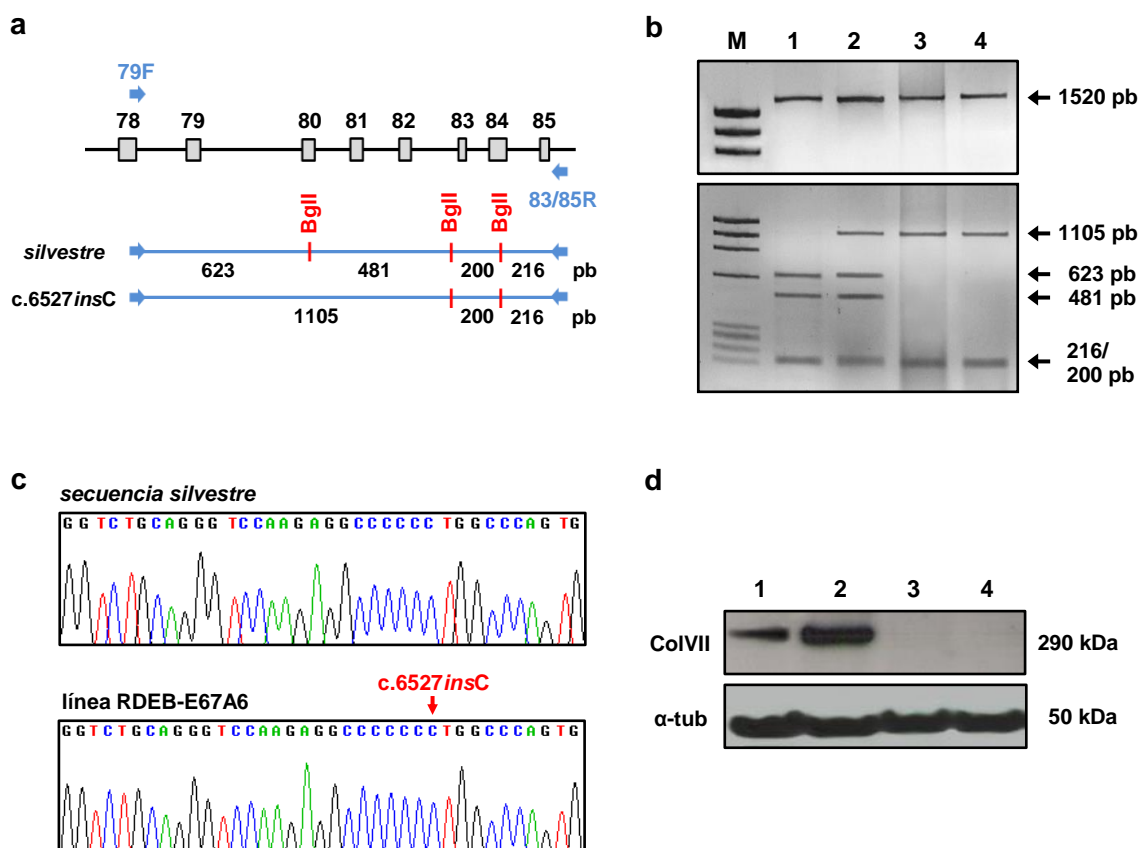 a
79F
78 79 80 81 82 83 84 85
83/85R
BglI BglI BglI
silvestre
623 481 200 216 pb
c.6527insC
1105 200 216 pb
b
M 1 2 3 4
1520 pb
1105 pb
623 pb
481 pb
216/
200 pb
c
secuencia silvestre
G G T C T G C A G G G T C C A A G A G G C C C C C C T G G C C C A G T G
c.6527insC
línea RDEB-E67A6
G G T C T G C A G G G T C C A A G A G G C C C C C C C T G G C C C A G T G
d
1 2 3 4
ColVII 290 kDa
α-tub 50 kDa